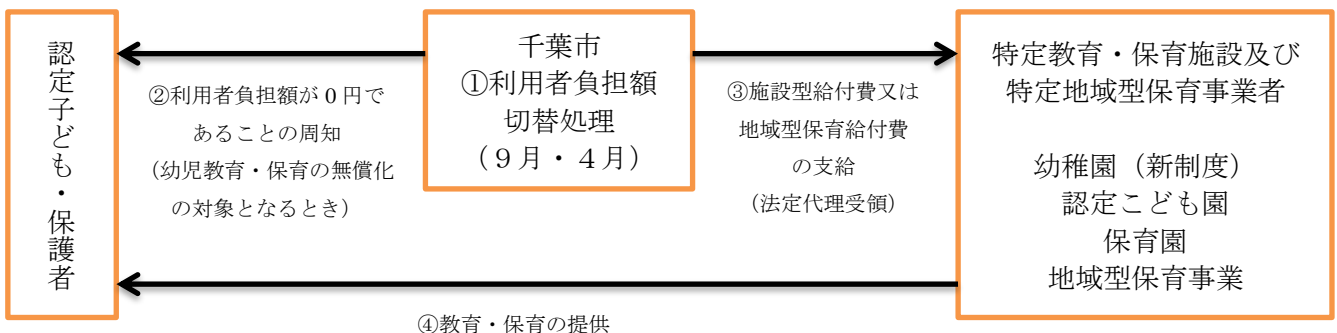 認定子ども・保護者
千葉市
①利用者負担額
切替処理
（９月・４月）
②利用者負担額が 0 円で
あることの周知
（幼児教育・保育の無償化
の対象となるとき）
③施設型給付費又は
地域型保育給付費
の支給
（法定代理受領）
特定教育・保育施設及び
特定地域型保育事業者
幼稚園（新制度）
認定こども園
保育園
地域型保育事業
④教育・保育の提供